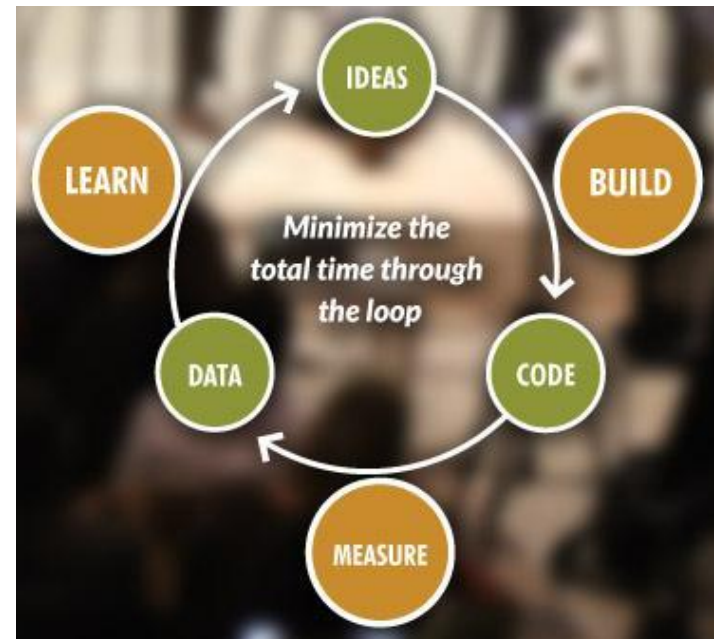 IDEAS
LEARN
BUILD
Minimize the
total time through
the loop
DATA
CODE
MEASURE